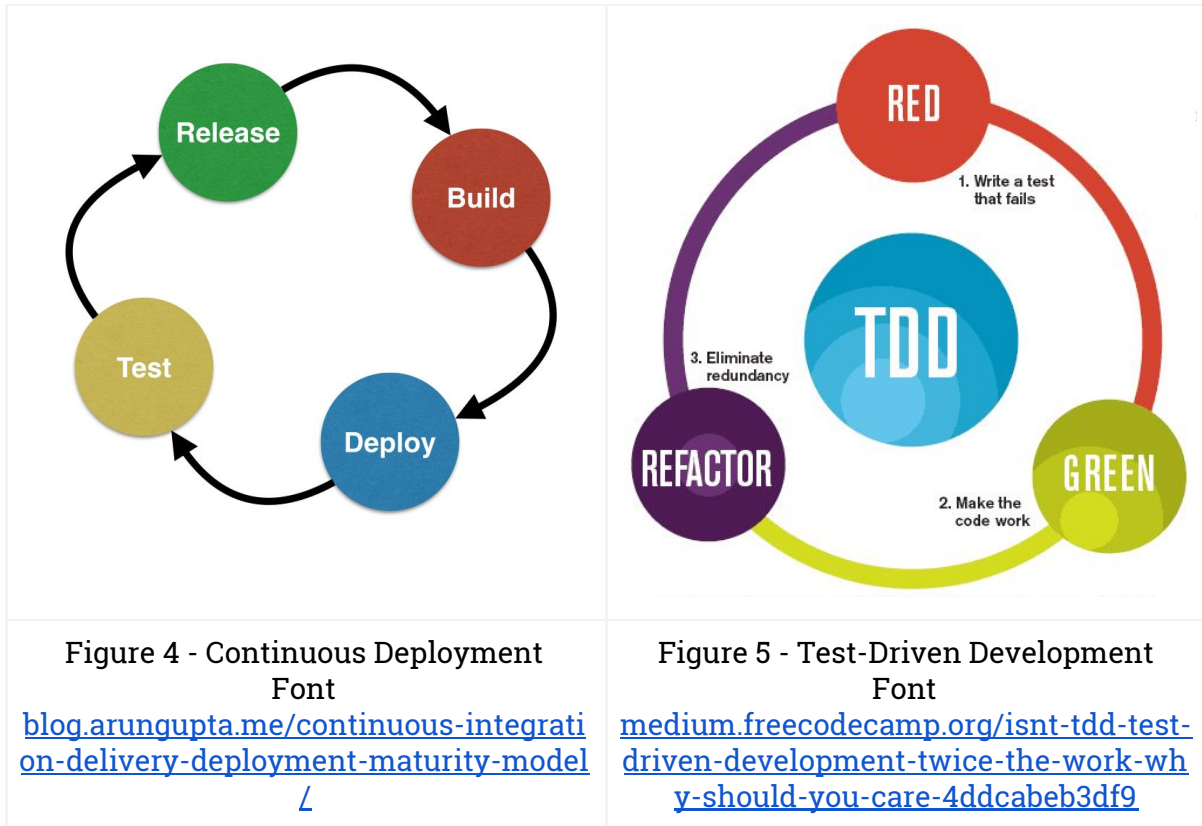 Release
Build
Test
Deploy
RED
1. Write a test
that fails
TDD
3. Eliminate
redundancy
REFACTOR
GREEN
2. Make the
code work
Figure 4 - Continuous Deployment
Font
blog.arungupta.me/continuous-integrati
on-delivery-deployment-maturity-model
/
Figure 5 - Test-Driven Development
Font
medium.freecodecamp.org/isnt-tdd-test-
driven-development-twice-the-work-wh
y-should-you-care-4ddcabeb3df9